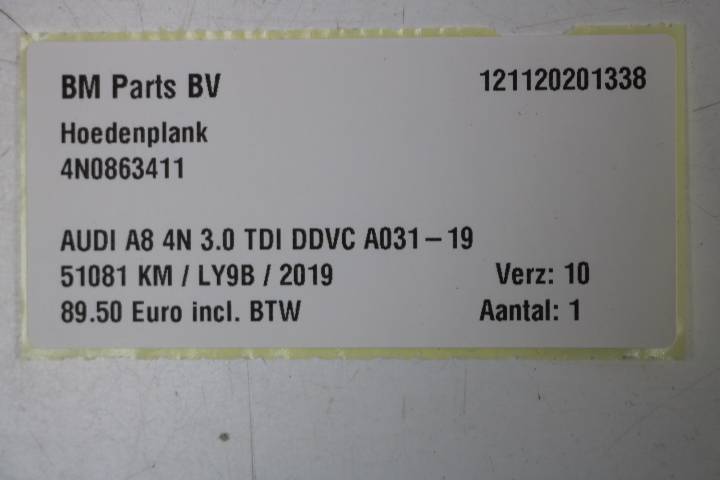 BM Parts BV 121120201338
Hoedenplank
4N0863411
AUDI A8 4N 3.0 TDI DDVC A031-19
51081 KM / LY9B / 2019 Verz: 10
89.50 Euro incl. BTW Aantal: 1